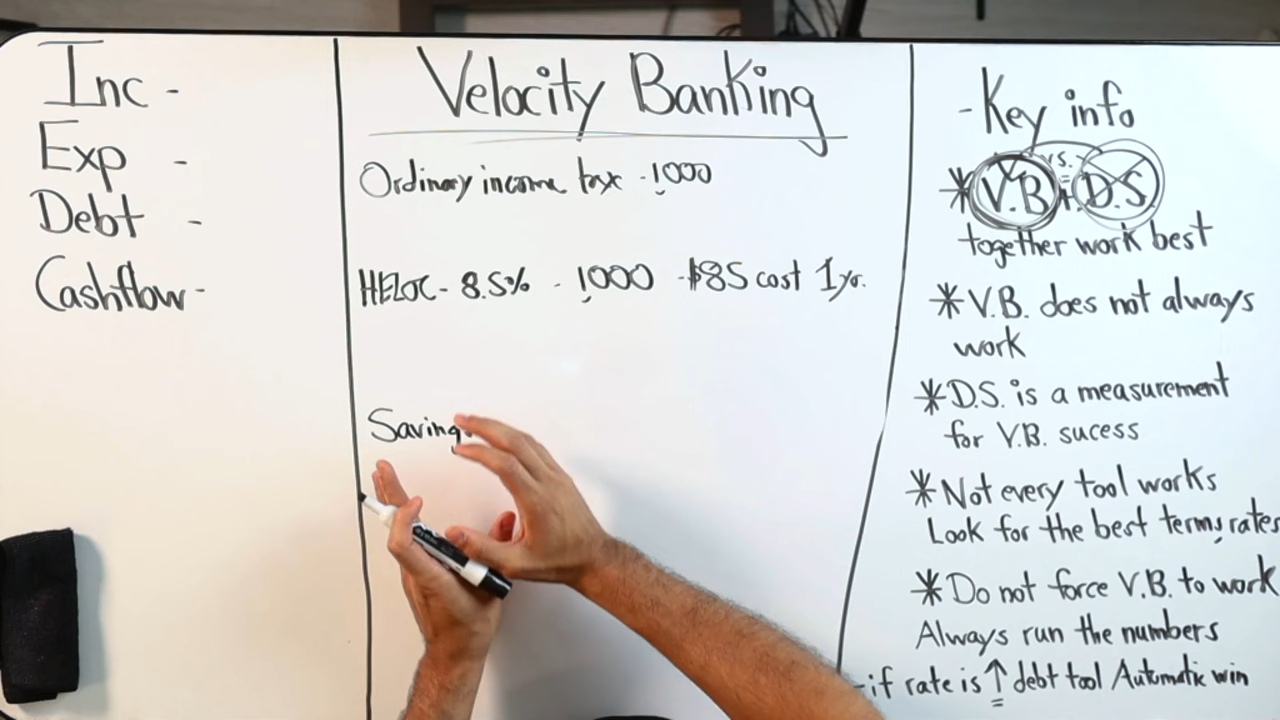 Inc -
Exp -
Debt -
Cashflow -
Velocity Banking
Ordinary income tax - 1,000
HELOC - 8.5% - 1,000 - $85 cost 1yr.
Saving
- Key info
vs.
* V.B + D.S.
together work best
* V.B. does not always
work
* D.S. is a measurement
for V.B. sucess
* Not every tool works
Look for the best terms, rates
* Do not force V.B. to work
Always run the numbers
- if rate is ↑ debt tool Automatic win